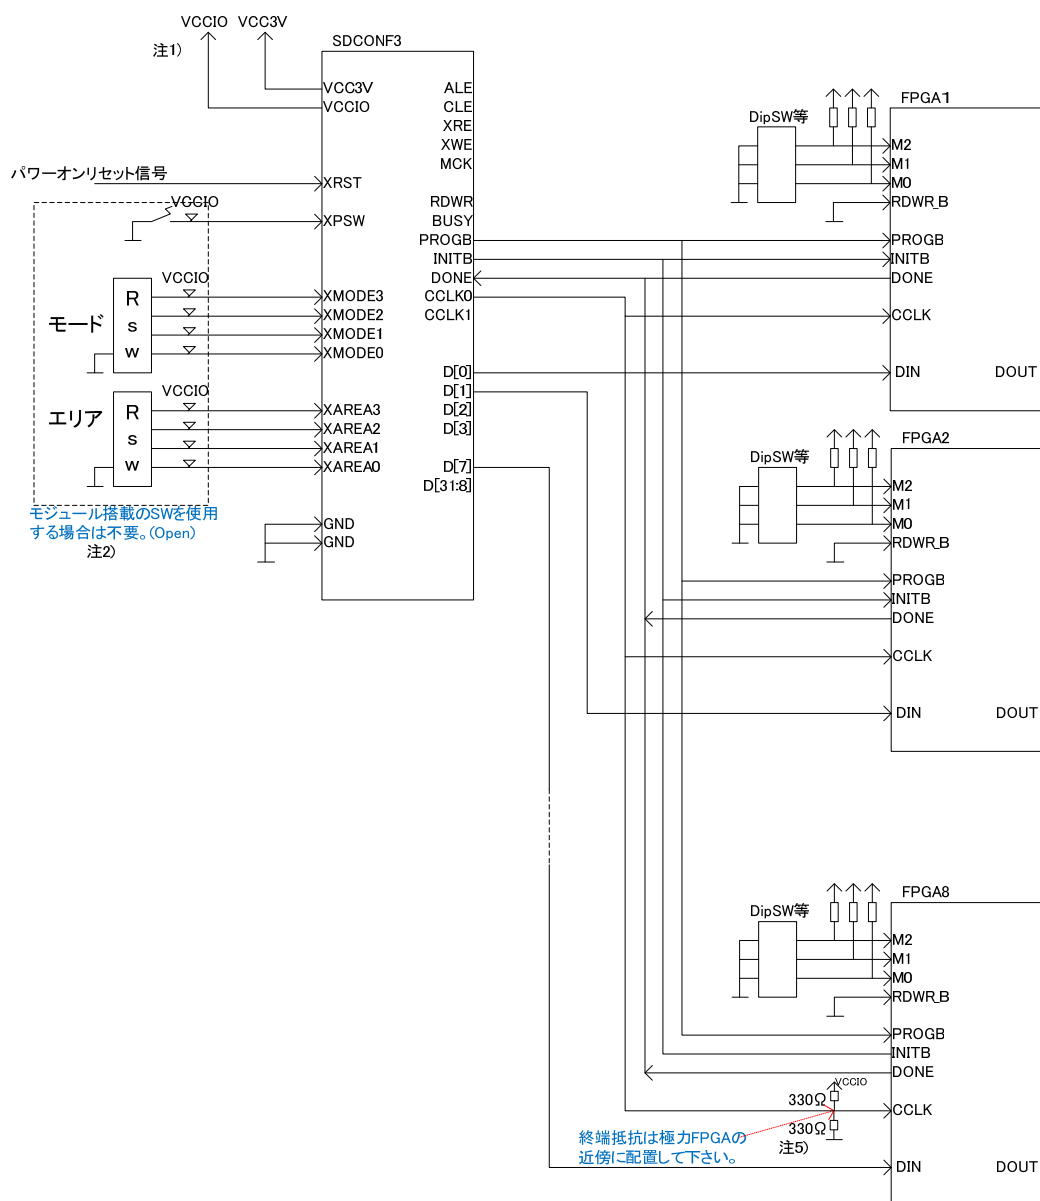 VCCIO VCC3V
注1)
SDCONF3
VCC3V
VCCIO
ALE
CLE
XRE
XWE
MCK
パワーオンリセット信号
XRST
VCCIO
XPSW
RDWR
BUSY
PROGB
INITB
DONE
CCLK0
CCLK1
VCCIO
モード
R
s
w
XMODE3
XMODE2
XMODE1
XMODE0
VCCIO
エリア
R
s
w
XAREA3
XAREA2
XAREA1
XAREA0
D[0]
D[1]
D[2]
D[3]
D[7]
D[31:8]
モジュール搭載のSWを使用
する場合は不要。(Open)
注2)
GND
GND
FPGA1
DipSW等
M2
M1
M0
RDWR_B
PROGB
INITB
DONE
CCLK
DIN DOUT
FPGA2
DipSW等
M2
M1
M0
RDWR_B
PROGB
INITB
DONE
CCLK
DIN DOUT
FPGA8
DipSW等
M2
M1
M0
RDWR_B
PROGB
INITB
DONE
VCCIO
330Ω
CCLK
330Ω
注5)
終端抵抗は極力FPGAの
近傍に配置して下さい。
DIN DOUT